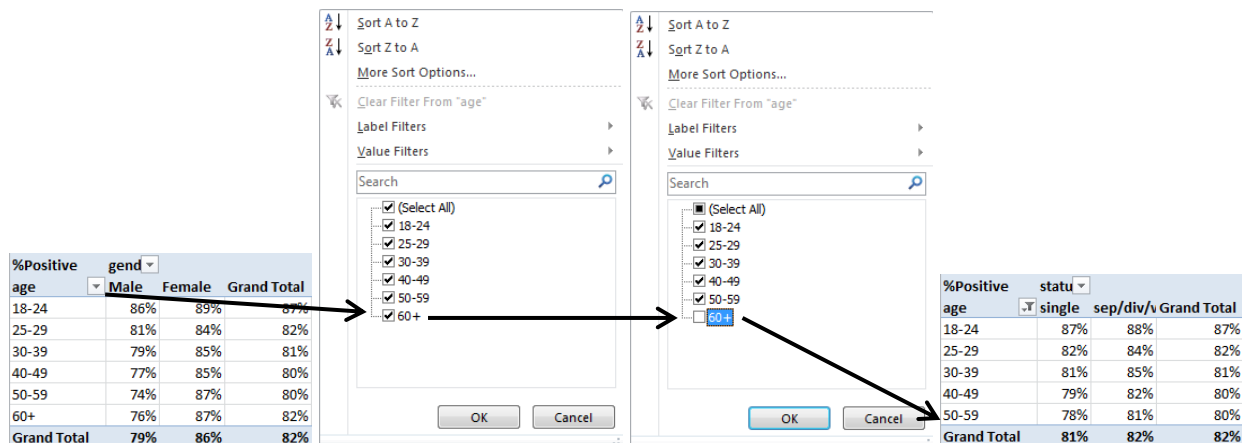 Sort A to Z
Sort Z to A
More Sort Options...
Clear Filter From "age"
Label Filters
Value Filters
Search
(Select All)
18-24
25-29
30-39
40-49
50-59
60+
OK Cancel
Sort A to Z
Sort Z to A
More Sort Options...
Clear Filter From "age"
Label Filters
Value Filters
Search
(Select All)
18-24
25-29
30-39
40-49
50-59
60+
OK Cancel
%Positive gend
age Male Female Grand Total
18-24 86% 89% 87%
25-29 81% 84% 82%
30-39 79% 85% 81%
40-49 77% 85% 80%
50-59 74% 87% 80%
60+ 76% 87% 82%
Grand Total 79% 86% 82%
%Positive statu
age single sep/div/v Grand Total
18-24 87% 88% 87%
25-29 82% 84% 82%
30-39 81% 85% 81%
40-49 79% 82% 80%
50-59 78% 81% 80%
Grand Total 81% 82% 82%